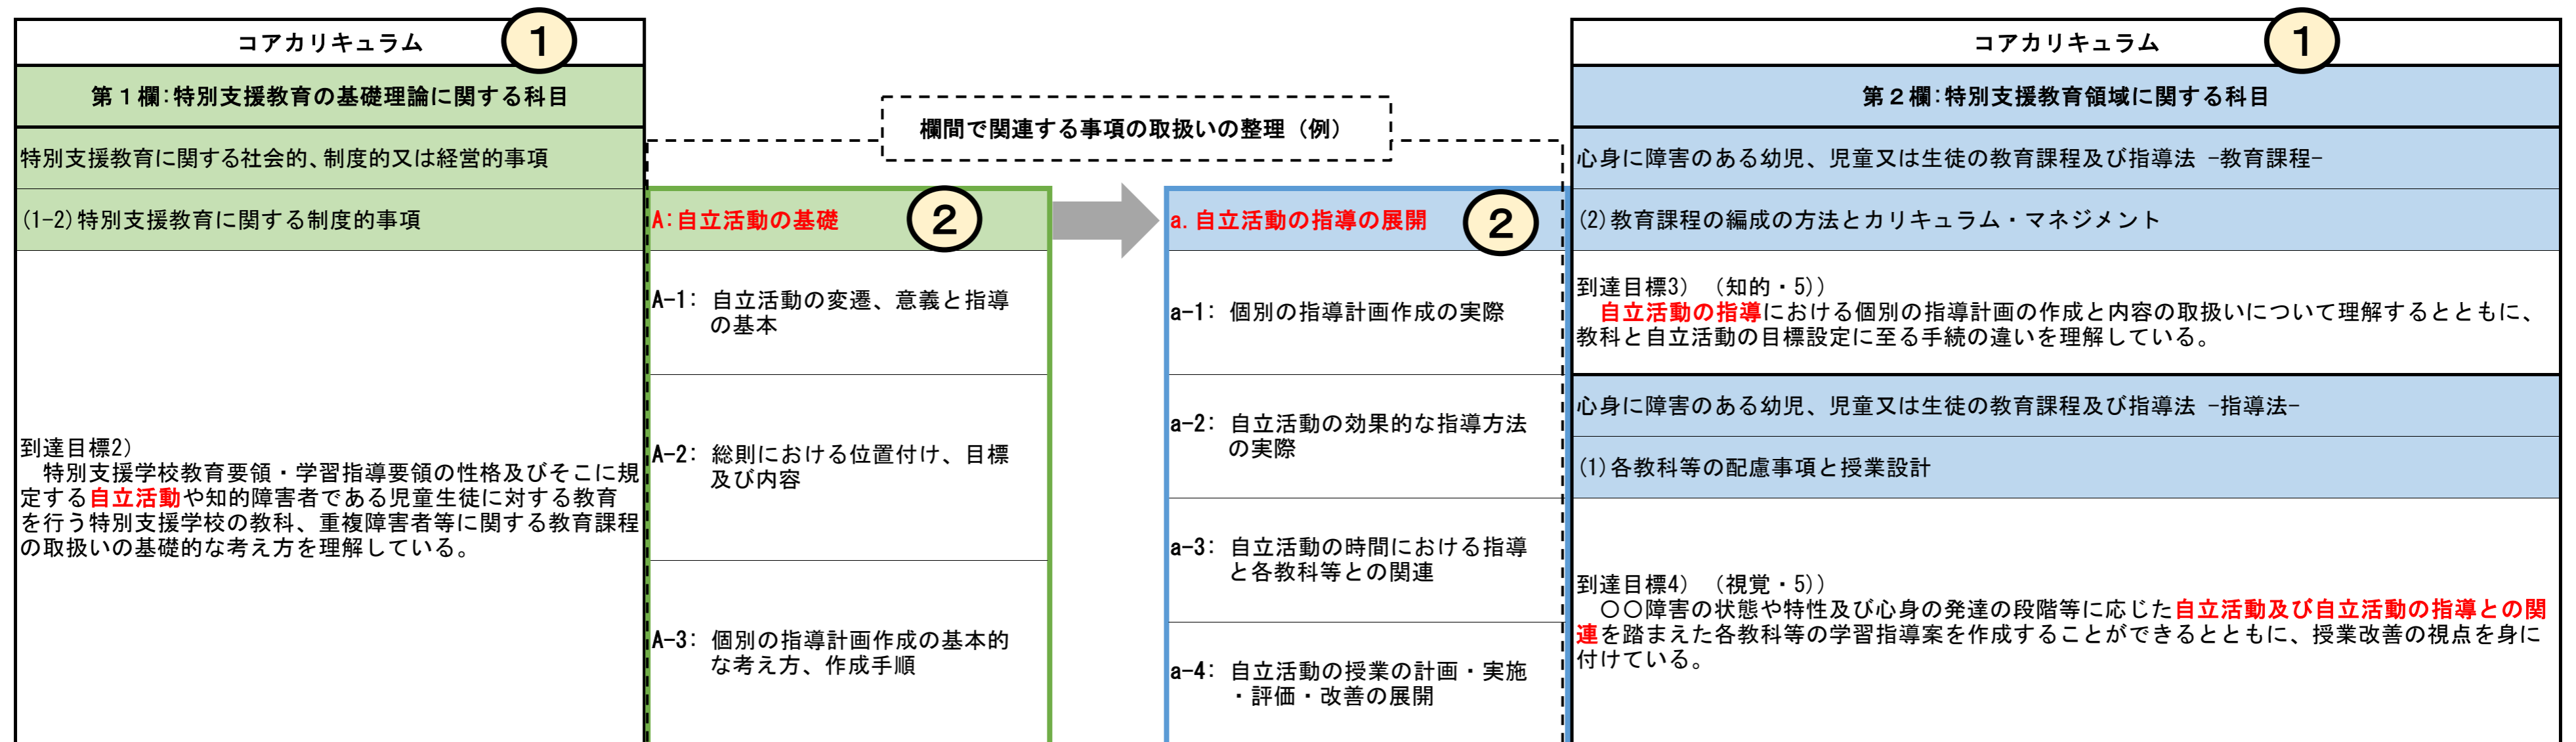 コアカリキュラム
1
第1欄:特別支援教育の基礎理論に関する科目
特別支援教育に関する社会的、制度的又は経営的事項
(1-2)特別支援教育に関する制度的事項
到達目標2)
特別支援学校教育要領・学習指導要領の性格及びそこに規
定する自立活動や知的障害者である児童生徒に対する教育
を行う特別支援学校の教科、重複障害者等に関する教育課程
の取扱いの基礎的な考え方を理解している。
欄間で関連する事項の取扱いの整理（例）
A:自立活動の基礎
2
A-1: 自立活動の変遷、意義と指導
の基本
A-2: 総則における位置付け、目標
及び内容
A-3: 個別の指導計画作成の基本的
な考え方、作成手順
a.自立活動の指導の展開
2
a-1: 個別の指導計画作成の実際
a-2: 自立活動の効果的な指導方法
の実際
a-3: 自立活動の時間における指導
と各教科等との関連
a-4: 自立活動の授業の計画・実施
・評価・改善の展開
コアカリキュラム
1
第2欄:特別支援教育領域に関する科目
心身に障害のある幼児、児童又は生徒の教育課程及び指導法 -教育課程-
(2)教育課程の編成の方法とカリキュラム・マネジメント
到達目標3) （知的・5)）
自立活動の指導における個別の指導計画の作成と内容の取扱いについて理解するとともに、
教科と自立活動の目標設定に至る手続の違いを理解している。
心身に障害のある幼児、児童又は生徒の教育課程及び指導法 -指導法-
(1)各教科等の配慮事項と授業設計
到達目標4) （視覚・5)）
〇〇障害の状態や特性及び心身の発達の段階等に応じた自立活動及び自立活動の指導との関
連を踏まえた各教科等の学習指導案を作成することができるとともに、授業改善の視点を身に
付けている。